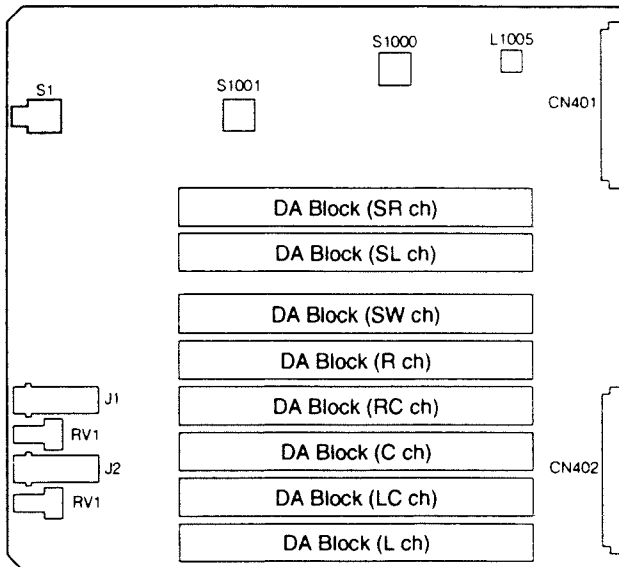 S1000
L1005
S1
S1001
CN401
DA Block (SR ch)
DA Block (SL ch)
DA Block (SW ch)
DA Block (R ch)
J1
DA Block (RC ch)
RV1
DA Block (C ch)
J2
CN402
DA Block (LC ch)
RV1
DA Block (L ch)